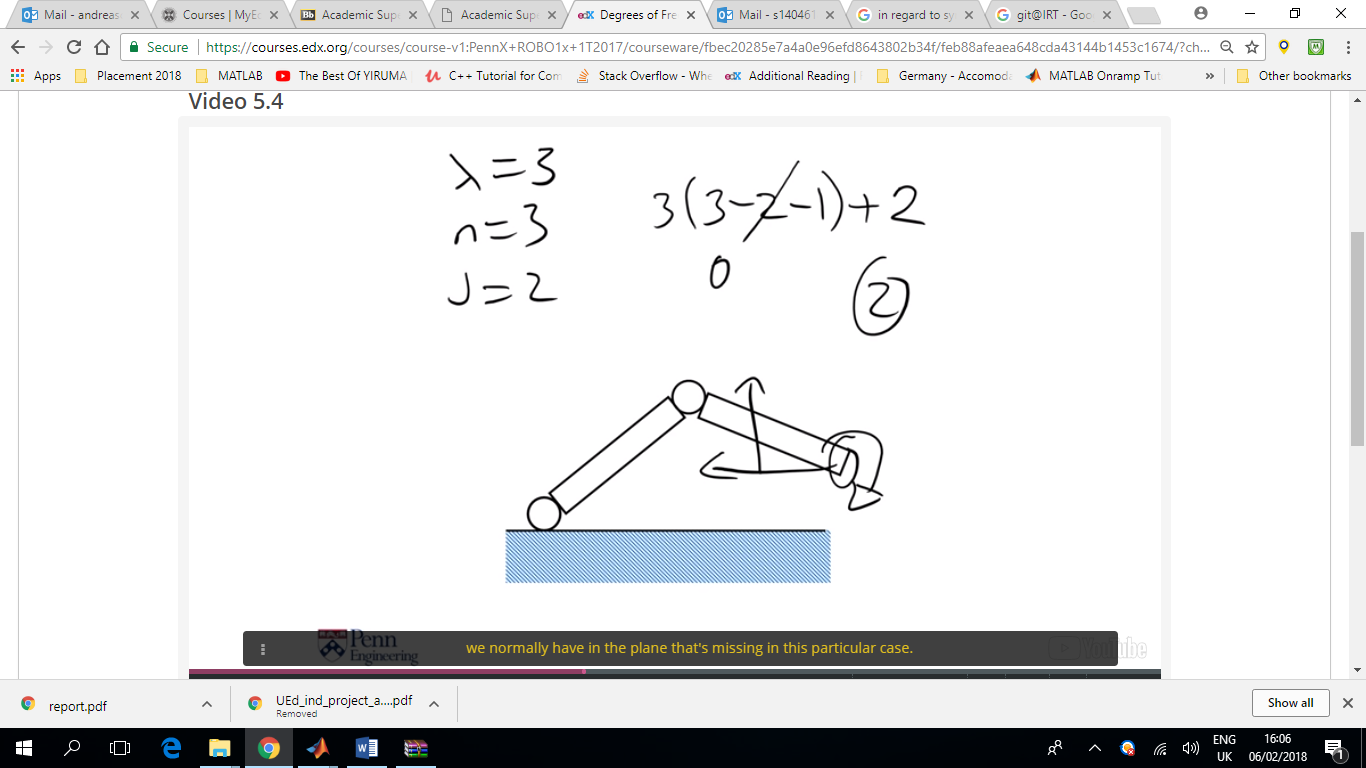 Mail - andreas
Courses | MyEd
Academic Supp
Academic Supp
Degrees of Fre
Mail - s140461
in regard to sy
git@IRT - Goo
Secure
https://courses.edx.org/courses/course-v1:PennX+ROBO1x+1T2017/courseware/fbec20285e7a4a0e96efd8643802b34f/feb88afeaea648cda43144b1453c1674/?ch...
Apps
Placement 2018
MATLAB
The Best Of YIRUMA
C++ Tutorial for Com
Stack Overflow - Whe
Additional Reading |
Germany - Accomoda
MATLAB Onramp Tut
»
Other bookmarks
Video 5.4
λ=3
n=3
J=2
3(3-2-1)+2
0
2
Penn
Engineering
we normally have in the plane that's missing in this particular case.
YouTube
report.pdf
UEd_ind_project_a....pdf
Removed
Show all
ENG
UK
16:06
06/02/2018
1